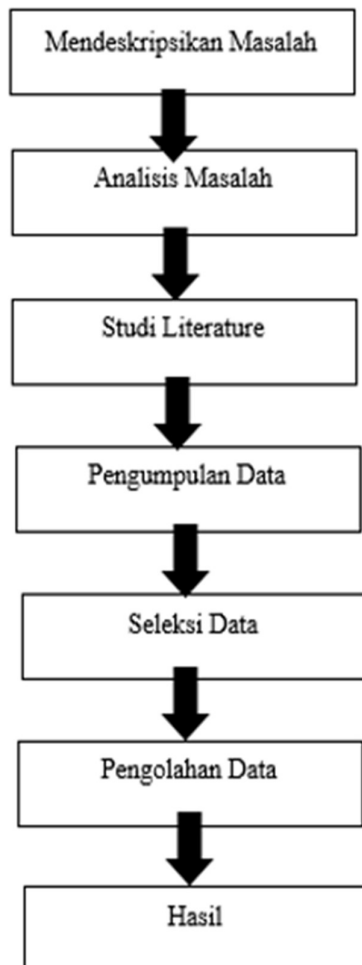 Mendeskripsikan Masalah
Analisis Masalah
Studi Literature
Pengumpulan Data
Seleksi Data
Pengolahan Data
Hasil